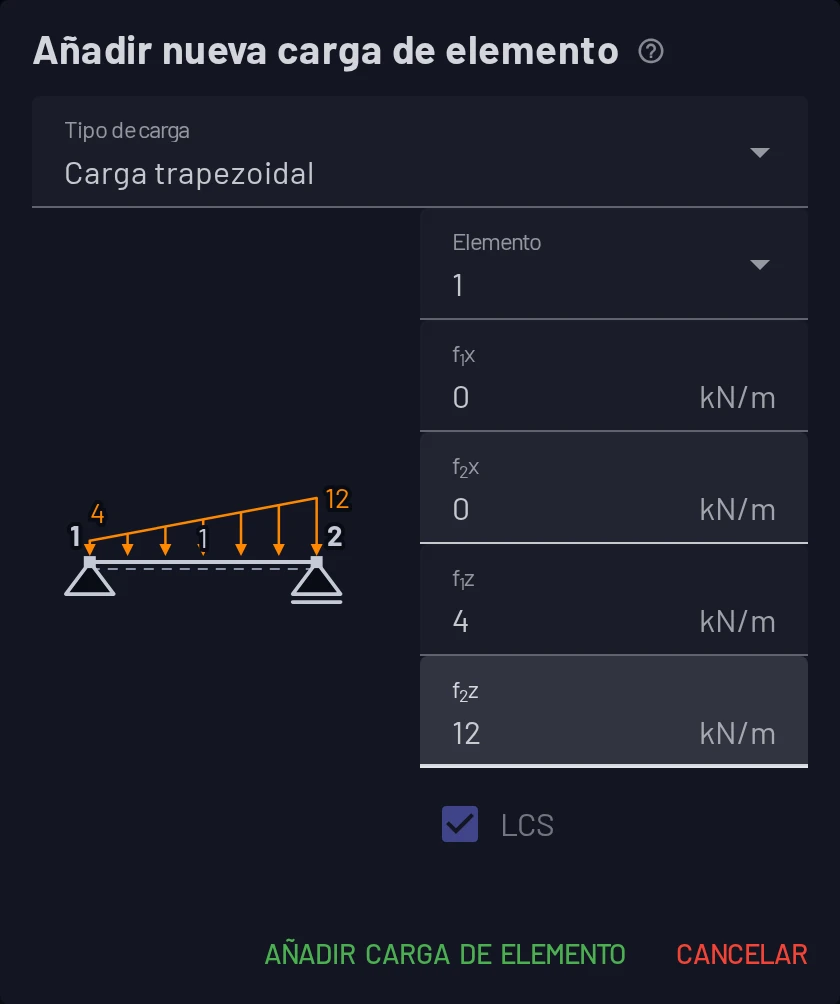 Añadir nueva carga de elemento ?
Tipo de carga
Carga trapezoidal
Elemento
1
f₁x
0 kN/m
f₂x
0 kN/m
f₁z
4 kN/m
f₂z
12 kN/m
LCS
12
4
1 1 2
AÑADIR CARGA DE ELEMENTO CANCELAR